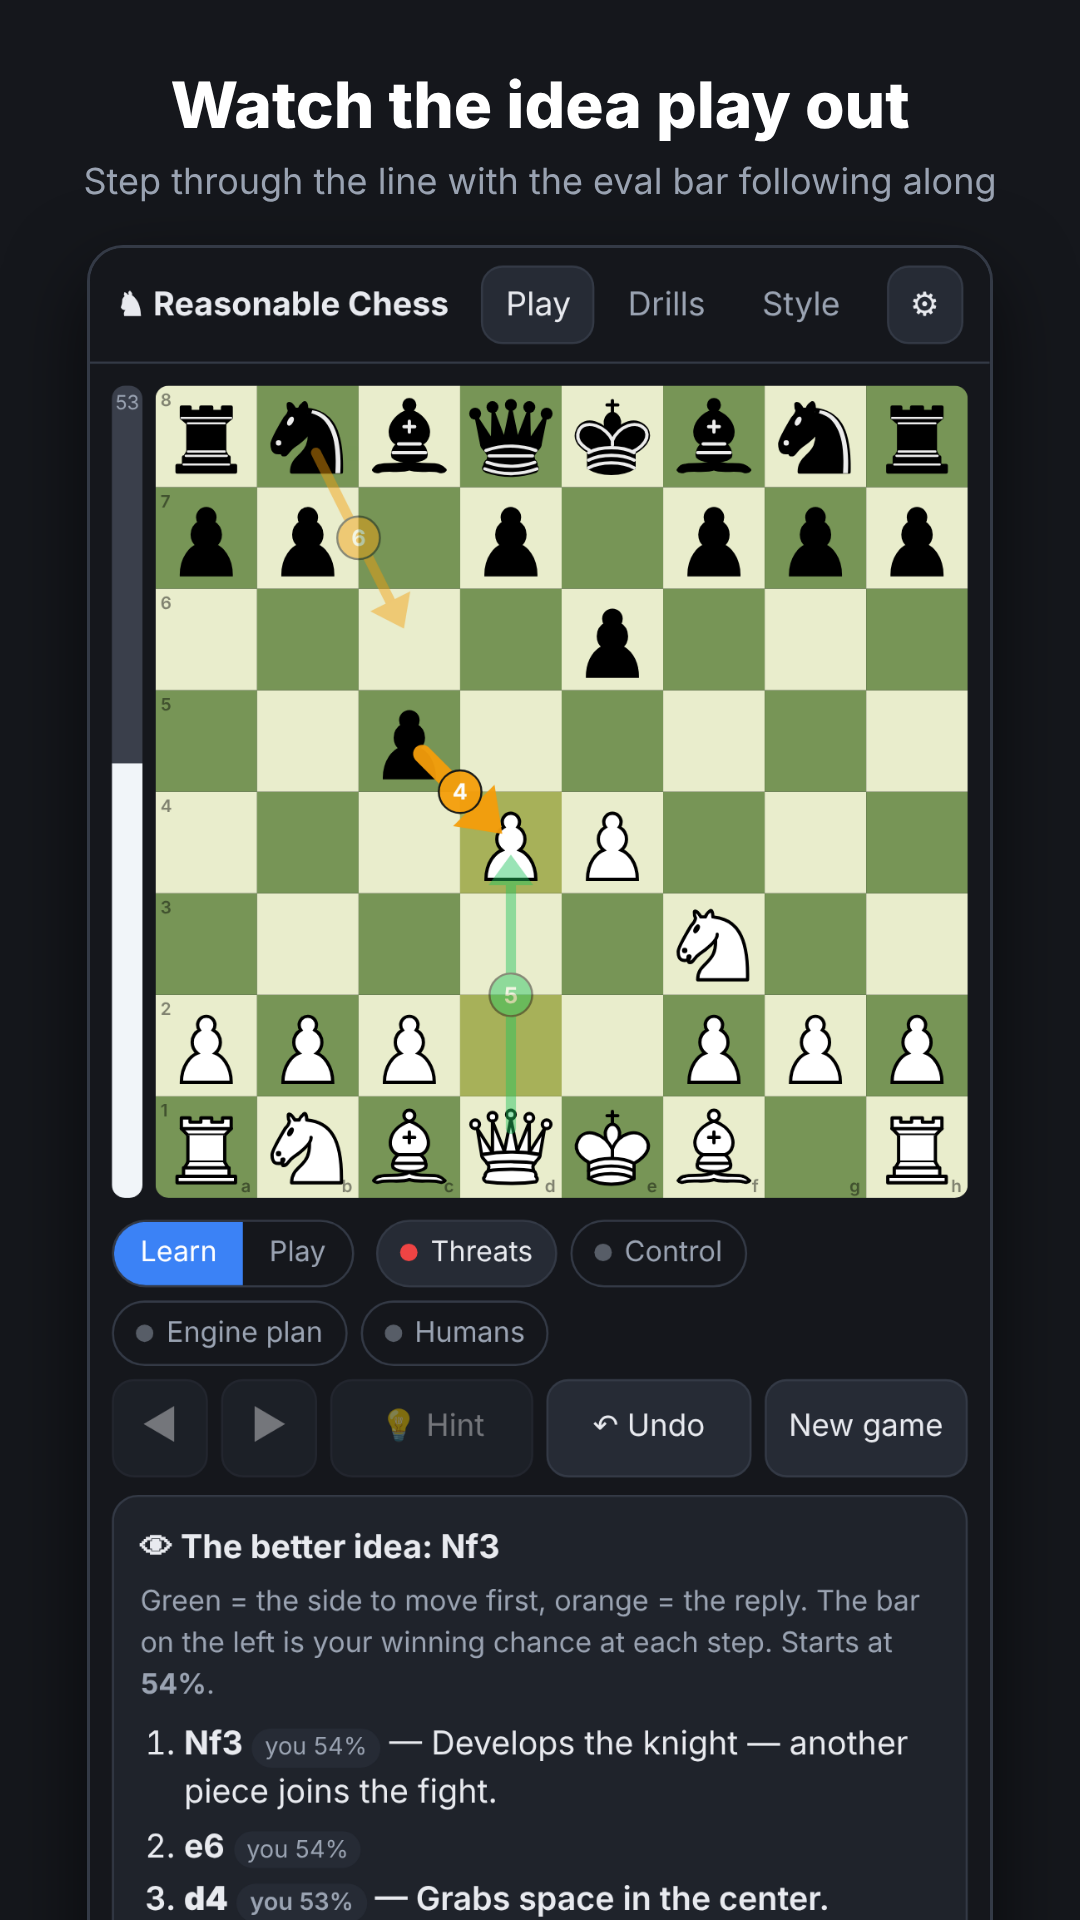 Watch the idea play out
Step through the line with the eval bar following along
♞ Reasonable Chess
Play
Drills
Style
⚙
53
8
7
6
6
5
4
4
3
5
2
1
a
b
c
d
e
f
g
h
Learn
Play
Threats
Control
Engine plan
Humans
◀
▶
💡 Hint
↶ Undo
New game
👁 The better idea: Nf3
Green = the side to move first, orange = the reply. The bar
on the left is your winning chance at each step. Starts at
54%.
1. Nf3 you 54% — Develops the knight — another
piece joins the fight.
2. e6 you 54%
3. d4 you 53% — Grabs space in the center.